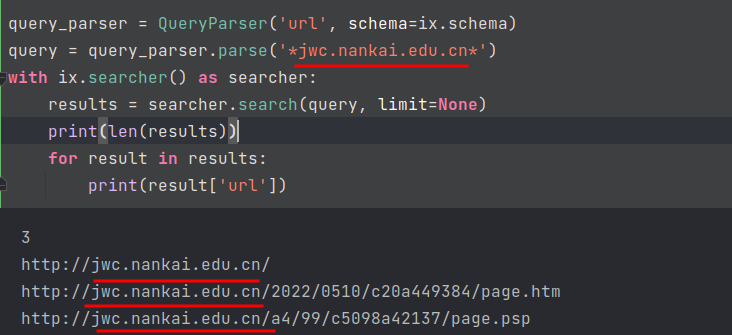 query_parser = QueryParser('url', schema=ix.schema)
query = query_parser.parse('*jwc.nankai.edu.cn*')
with ix.searcher() as searcher:
    results = searcher.search(query, limit=None)
    print(len(results))
    for result in results:
        print(result['url'])
3
http://jwc.nankai.edu.cn/
http://jwc.nankai.edu.cn/2022/0510/c20a449384/page.htm
http://jwc.nankai.edu.cn/a4/99/c5098a42137/page.psp